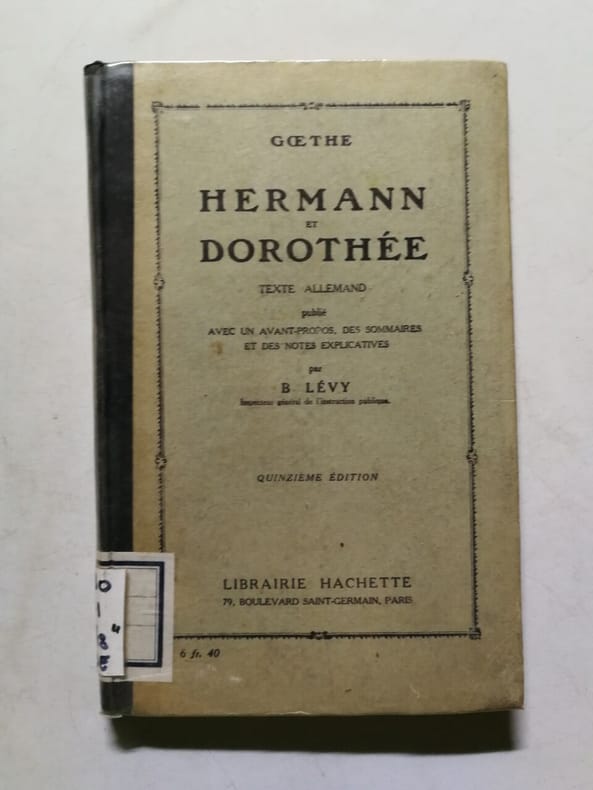 GŒTHE
HERMANN
ET
DOROTHÉE
TEXTE ALLEMAND
publié
AVEC UN AVANT-PROPOS, DES SOMMAIRES
ET DES NOTES EXPLICATIVES
par
B LÉVY
Inspecteur général de l'instruction publique.
QUINZIÈME ÉDITION
LIBRAIRIE HACHETTE
79, BOULEVARD SAINT-GERMAIN, PARIS
6 fr. 40